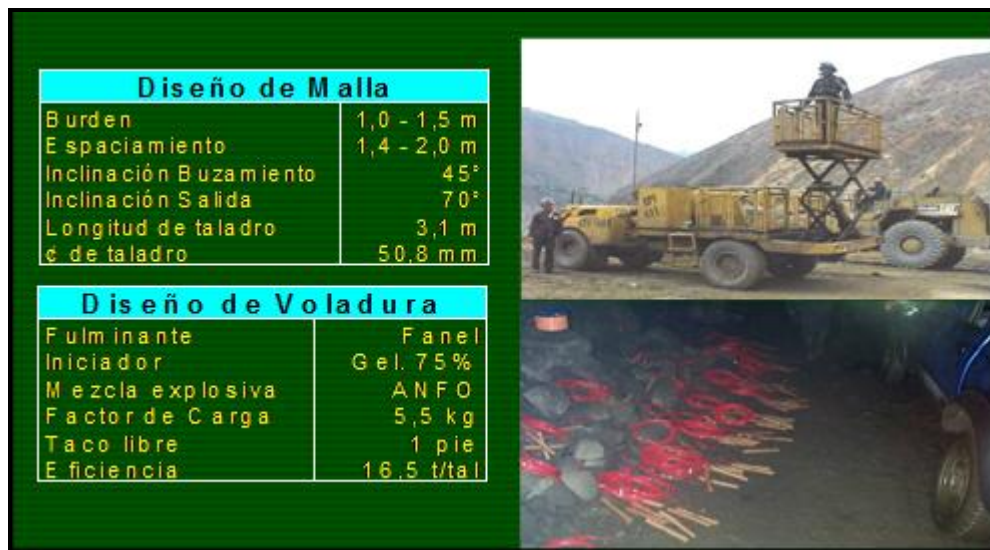 Diseño de Malla
Burden 1,0 - 1,5 m
Espaciamiento 1,4 - 2,0 m
Inclinación Buzamiento 45°
Inclinación Salida 70°
Longitud de taladro 3,1 m
¢ de taladro 50,8 mm
Diseño de Voladura
Fulminante Fanel
Iniciador Gel. 75%
Mezcla explosiva ANFO
Factor de Carga 5,5 kg
Taco libre 1 pie
Eficiencia 16,5 t/tal